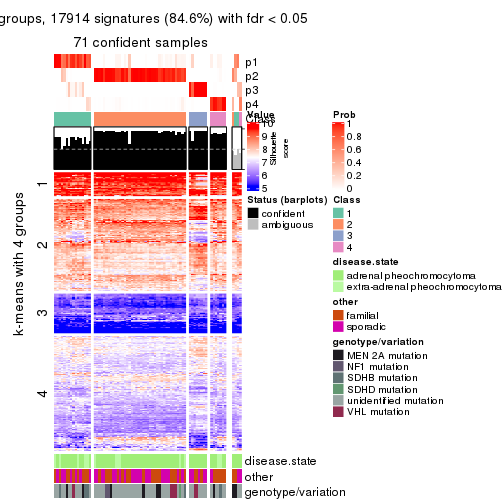 groups, 17914 signatures (84.6%) with fdr < 0.05
71 confident samples
p1
p2
p3
p4
Class
Silhouette
score
1
2
3
4
k-means with 4 groups
disease.state
other
genotype/variation
Value
10
9
8
7
6
5
Status (barplots)
confident
ambiguous
Prob
1
0.8
0.6
0.4
0.2
0
Class
1
2
3
4
disease.state
adrenal pheochromocytoma
extra-adrenal pheochromocytoma
other
familial
sporadic
genotype/variation
MEN 2A mutation
NF1 mutation
SDHB mutation
SDHD mutation
unidentified mutation
VHL mutation